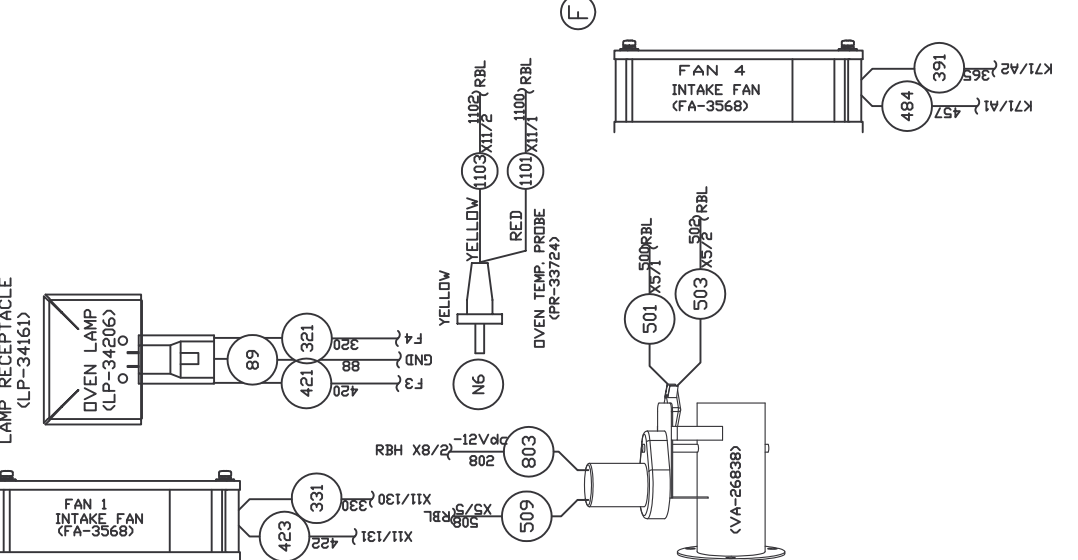 F
FAN 4
INTAKE FAN
(FA-3568)
391
365
K71/A2
484
457
K71/A1
1102
RBL
X11/2
1103
YELLOW
1100
RBL
X11/1
1101
RED
YELLOW
OVEN TEMP. PROBE
(PR-33724)
N6
500
RBL
X5/1
501
502
RBL
X5/2
503
LAMP RECEPTACLE
(LP-34161)
OVEN LAMP
(LP-34206)
89
321
320
F4
88
GND
421
420
F3
RBH X8/2
-12Vdc
802
803
RBL
X5/5
508
509
(VA-26838)
FAN 1
INTAKE FAN
(FA-3568)
331
330
X11/130
423
422
X11/131